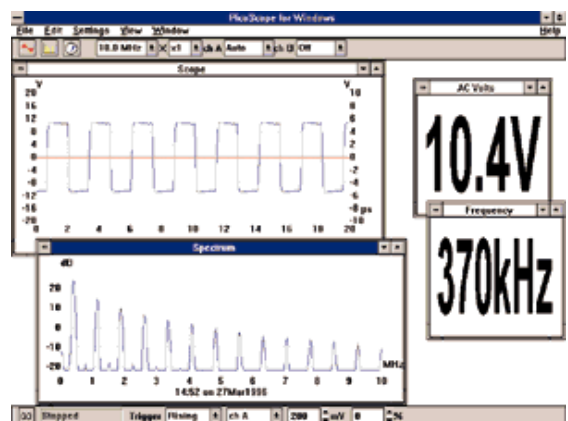 PicoScope for Windows
File Edit Settings View Window Help
10.0 MHz X x1 ch A Auto ch B Off
Scope
V V
20 10
16 8
12 6
8 4
4 2
0 0
-4 -2
-8 -4
-12 -6
-16 -8 µs
-20 -10
0 2 4 6 8 10 12 14 16 18 20
AC Volts
10.4V
Frequency
370kHz
Spectrum
dB
20
10
0
-10
-20
MHz
0 1 2 3 4 5 6 7 8 9 10
14:52 on 27Mar1996
GO Stopped Trigger Rising ch A 200 mV 0 %